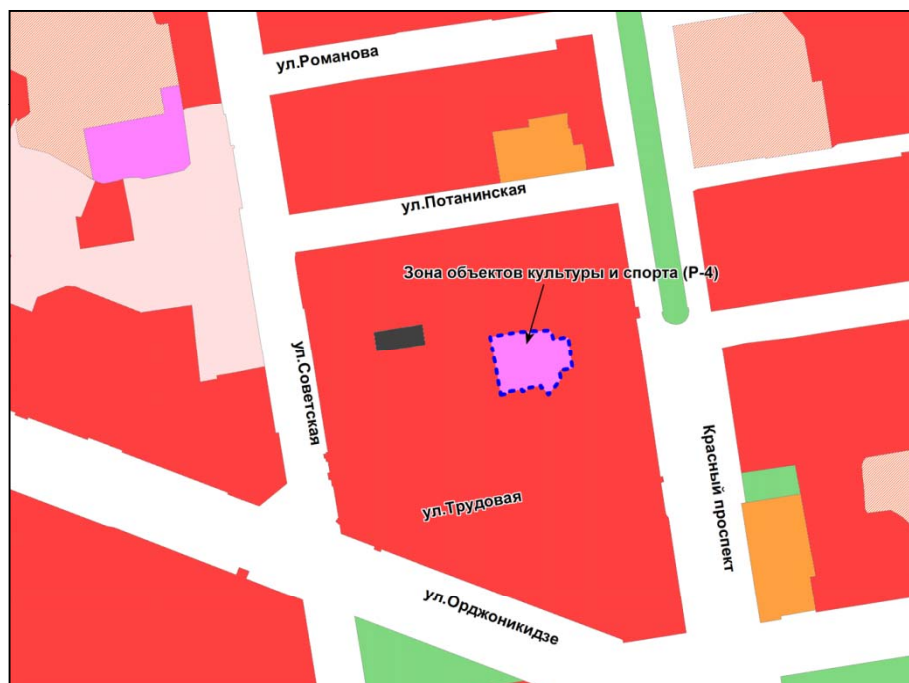 ул.Романова
ул.Потанинская
Зона объектов культуры и спорта (Р-4)
ул.Советская
Красный проспект
ул.Трудовая
ул.Орджоникидзе